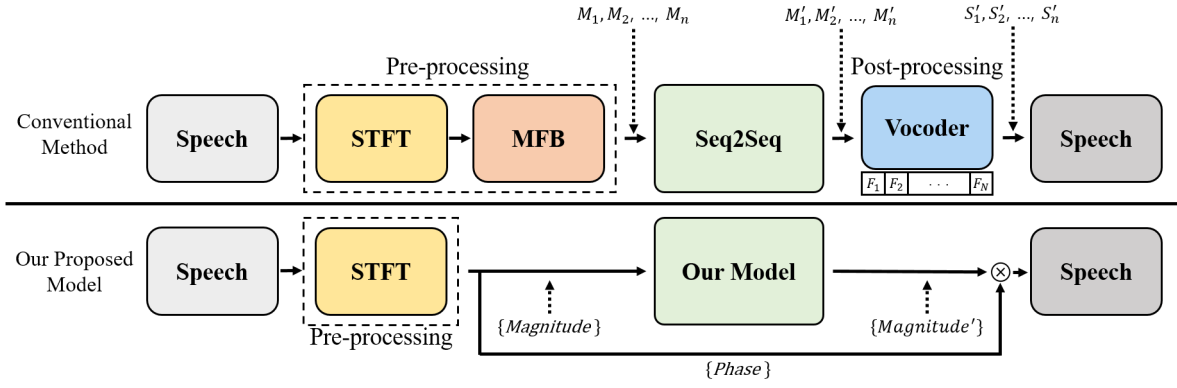 M₁, M₂, ..., Mₙ
M′₁, M′₂, ..., M′ₙ
S′₁, S′₂, ..., S′ₙ
Pre-processing
Post-processing
Conventional
Method
Speech
STFT
MFB
Seq2Seq
Vocoder
Speech
F₁ F₂ · · · F_N
Our Proposed
Model
Speech
STFT
Our Model
⊗
Speech
Pre-processing
{Magnitude}
{Magnitude′}
{Phase}